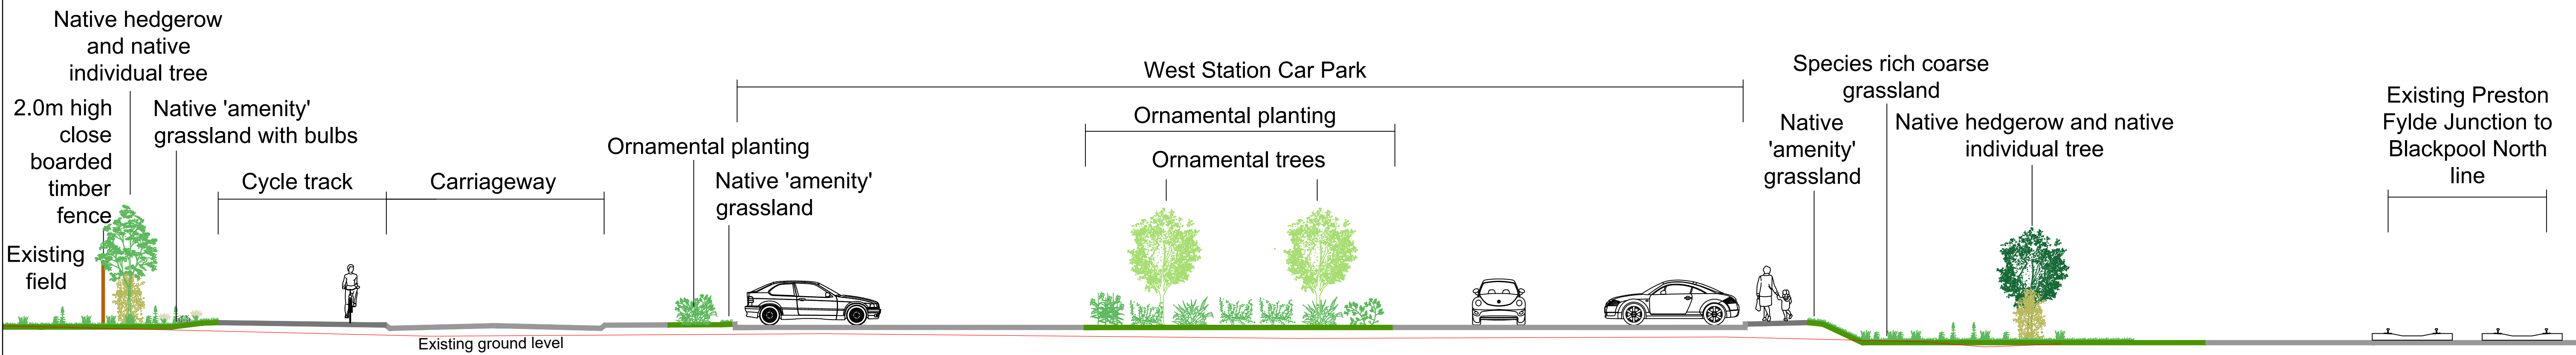 Native hedgerow
and native
individual tree
2.0m high
close
boarded
timber
fence
Existing
field
Native 'amenity'
grassland with bulbs
Cycle track
Carriageway
Existing ground level
Ornamental planting
Native 'amenity'
grassland
West Station Car Park
Ornamental planting
Ornamental trees
Native
'amenity'
grassland
Species rich coarse
grassland
Native hedgerow and native
individual tree
Existing Preston
Fylde Junction to
Blackpool North
line